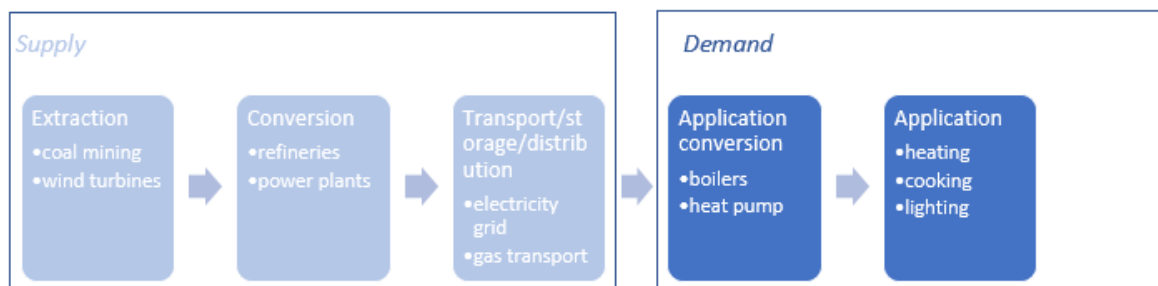 Supply
Extraction
•coal mining
•wind turbines
Conversion
•refineries
•power plants
Transport/st
orage/distrib
ution
•electricity
grid
•gas transport
Demand
Application
conversion
•boilers
•heat pump
Application
•heating
•cooking
•lighting